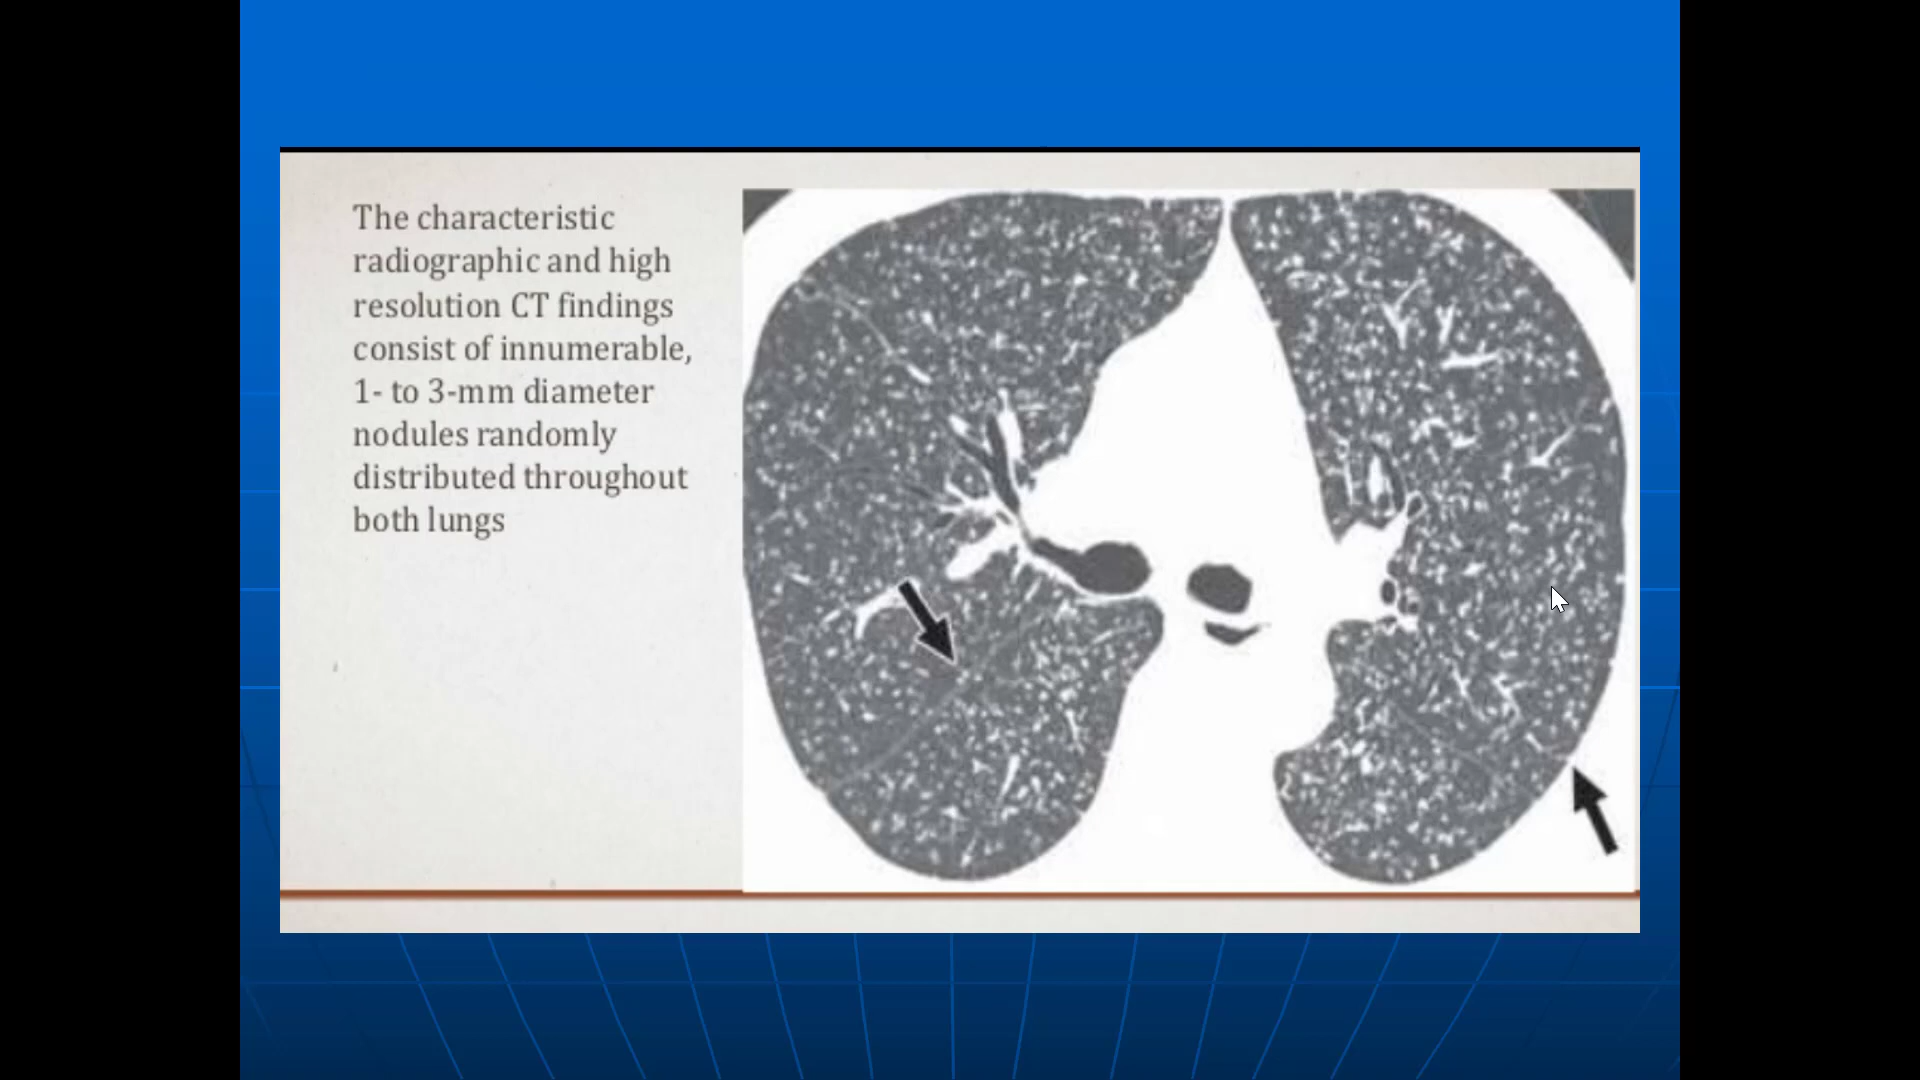 The characteristic
radiographic and high
resolution CT findings
consist of innumerable,
1- to 3-mm diameter
nodules randomly
distributed throughout
both lungs